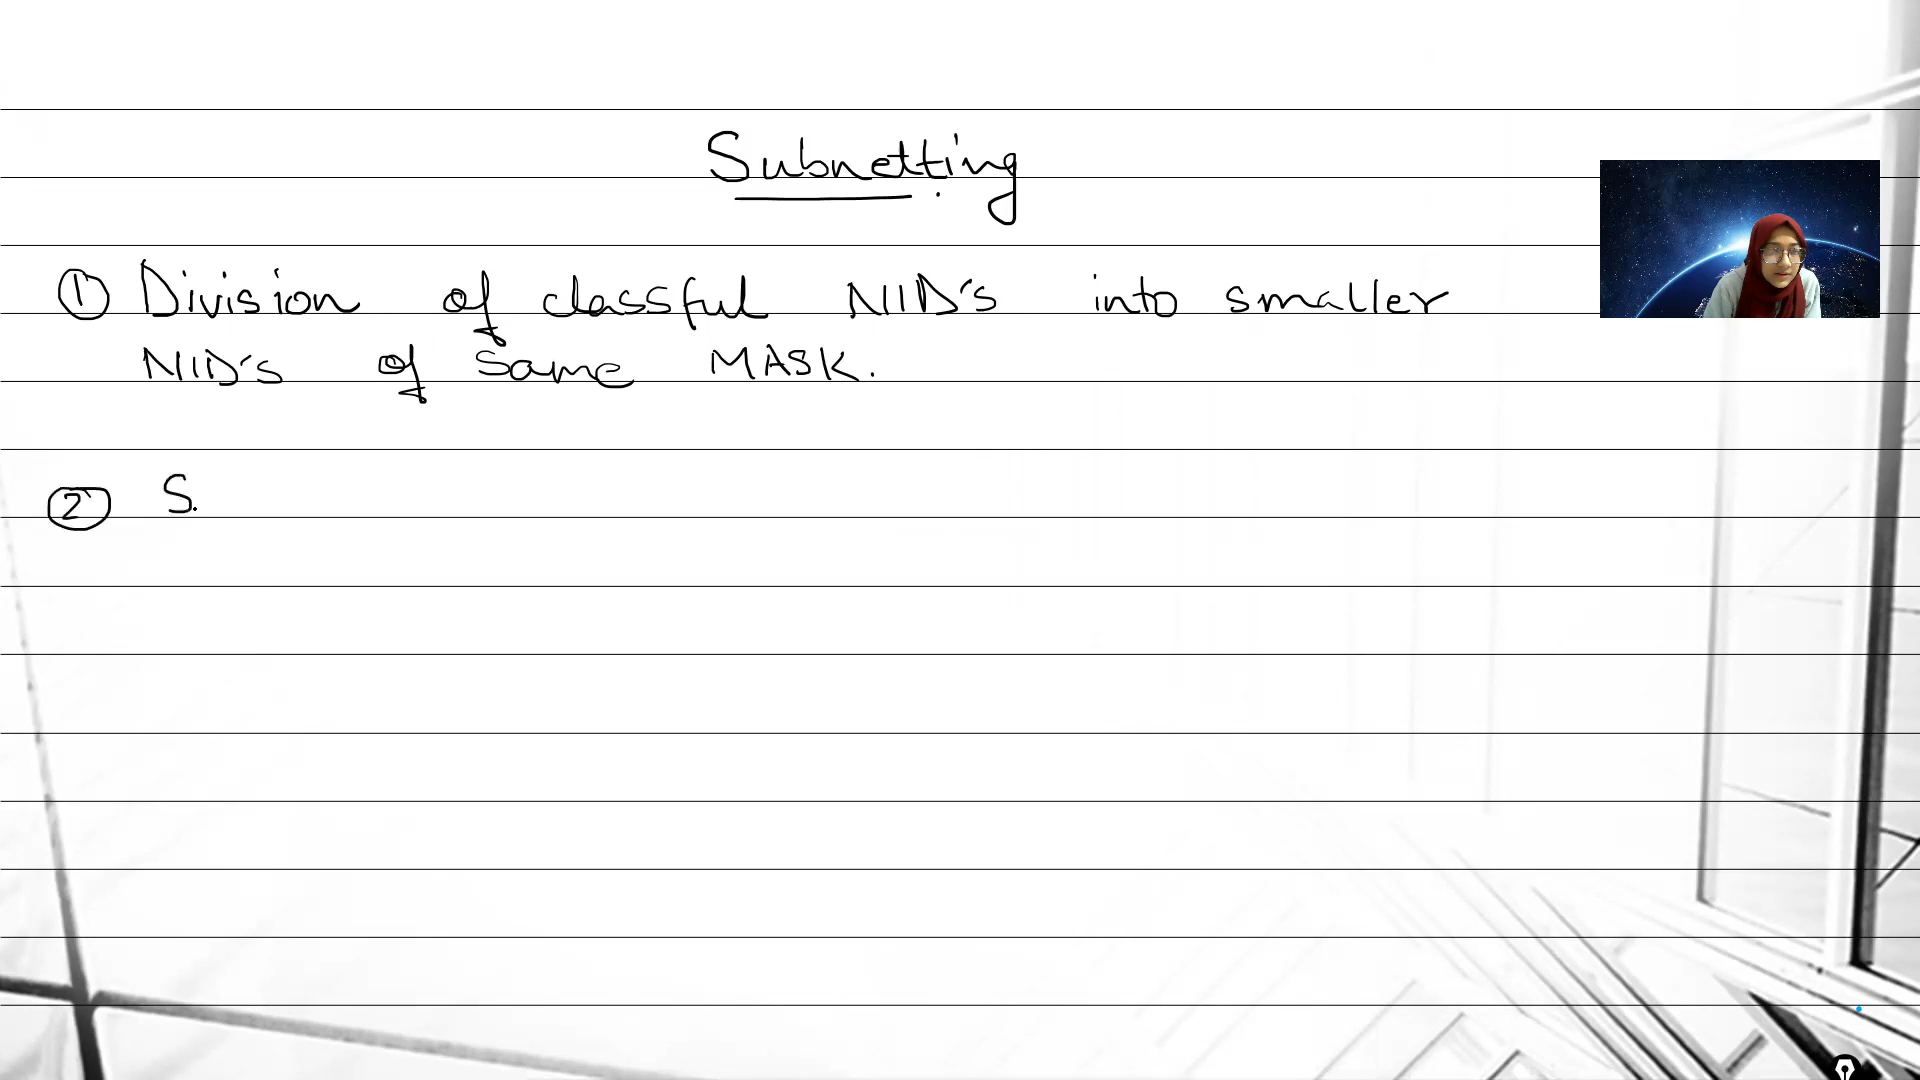 Subnetting
① Division of classful NID's into smaller
NID's of same MASK.
② S.